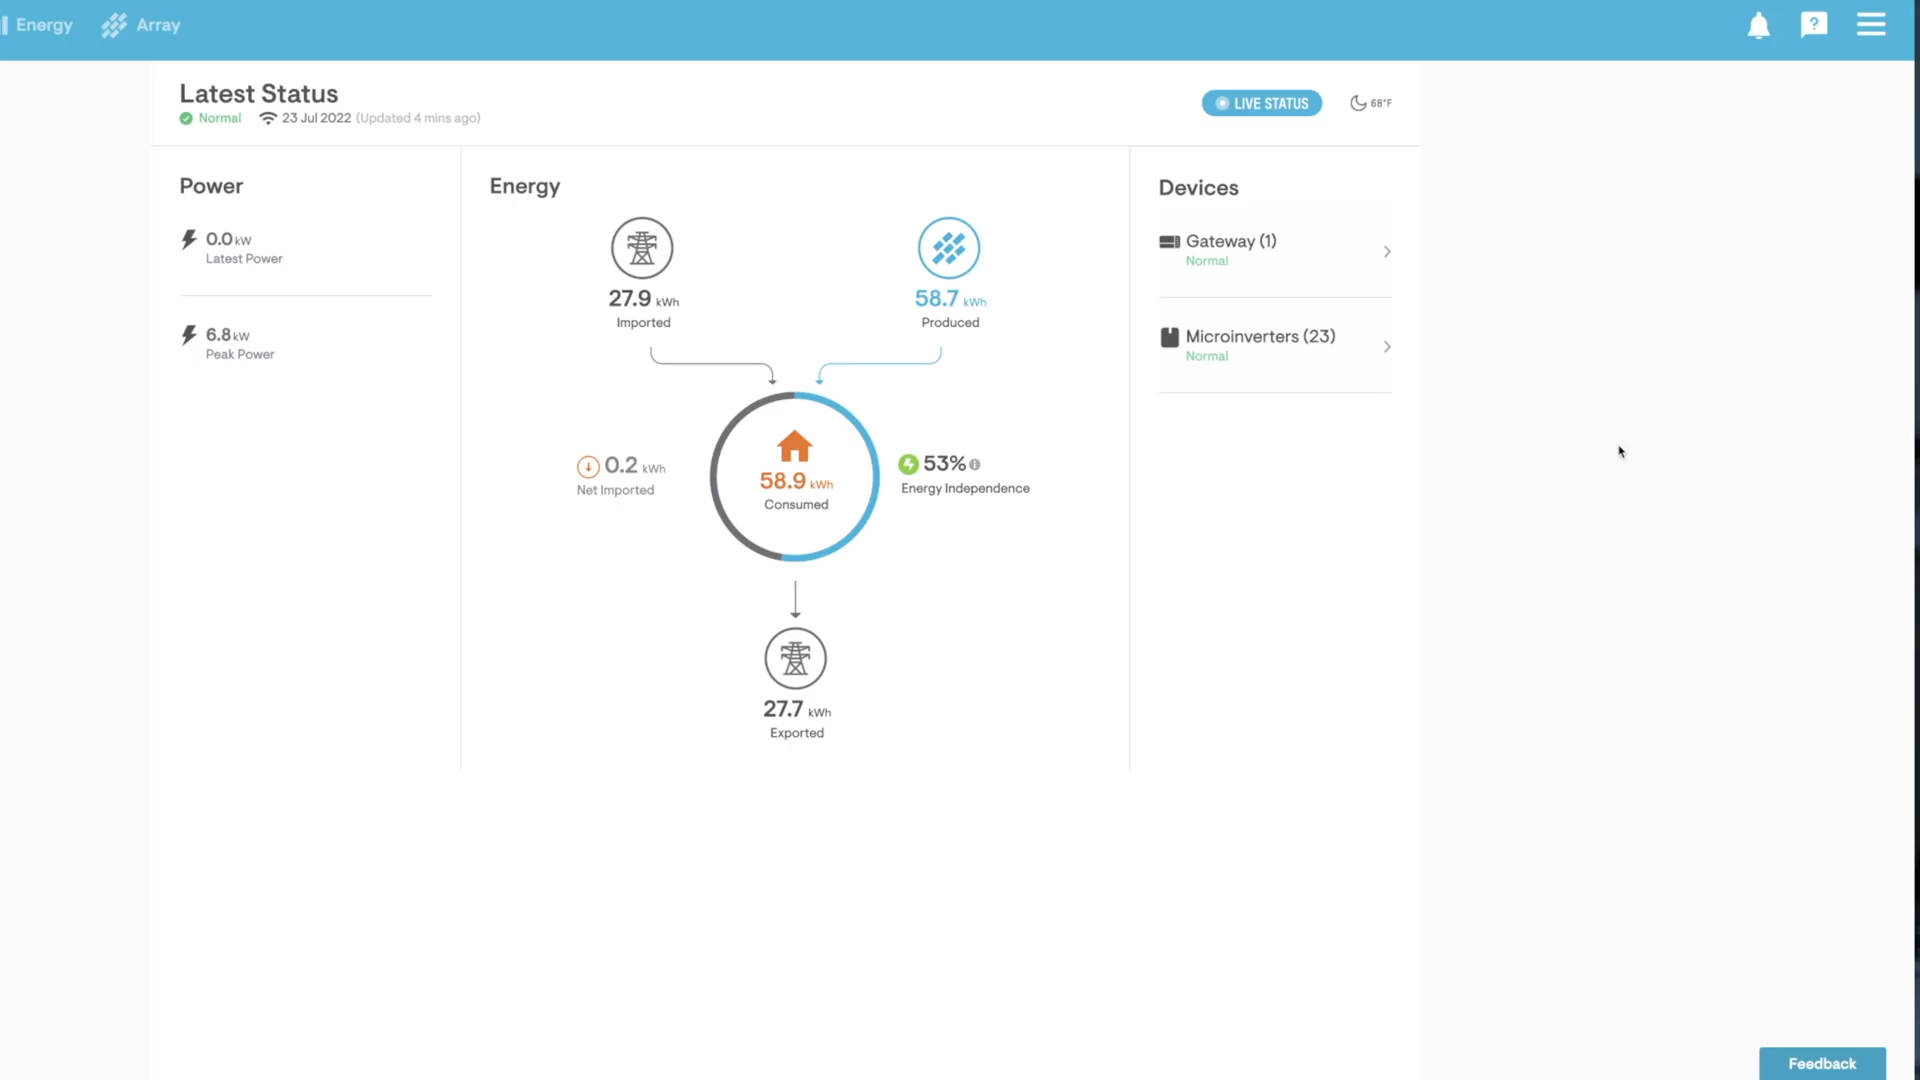 Energy
Array
Latest Status
Normal
23 Jul 2022 (Updated 4 mins ago)
LIVE STATUS
68°F
Power
0.0 kW
Latest Power
6.8 kW
Peak Power
Energy
27.9 kWh
Imported
58.7 kWh
Produced
0.2 kWh
Net Imported
58.9 kWh
Consumed
53%
Energy Independence
27.7 kWh
Exported
Devices
Gateway (1)
Normal
Microinverters (23)
Normal
Feedback